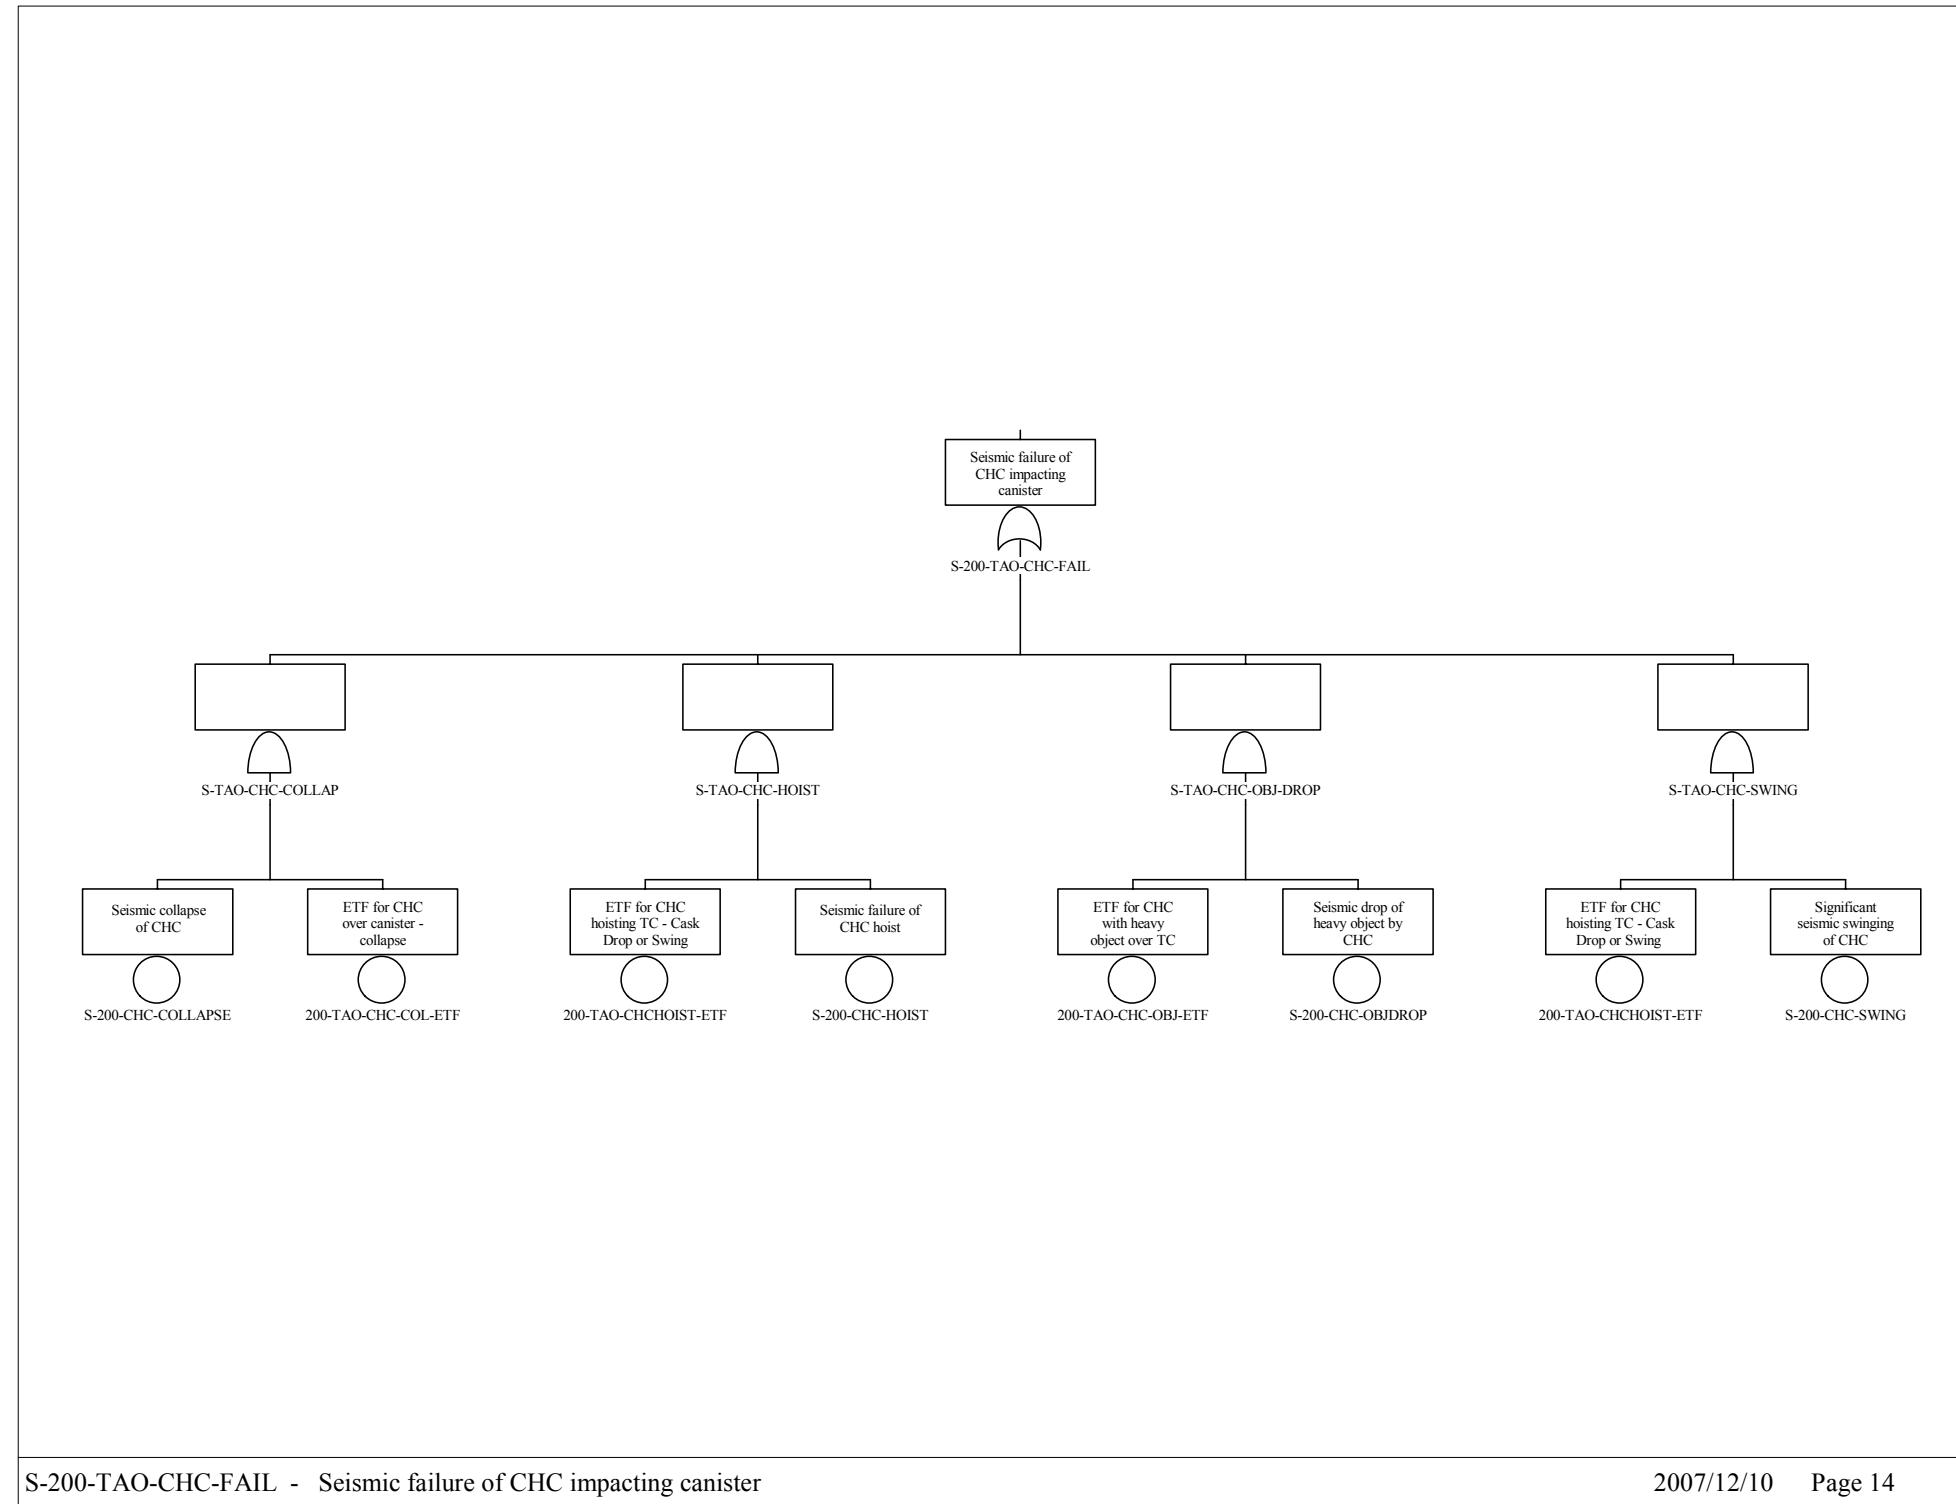 Seismic failure of
CHC impacting
canister
S-200-TAO-CHC-FAIL
S-TAO-CHC-COLLAP
S-TAO-CHC-HOIST
S-TAO-CHC-OBJ-DROP
S-TAO-CHC-SWING
Seismic collapse
of CHC
S-200-CHC-COLLAPSE
ETF for CHC
over canister -
collapse
200-TAO-CHC-COL-ETF
ETF for CHC
hoisting TC - Cask
Drop or Swing
200-TAO-CHCHOIST-ETF
Seismic failure of
CHC hoist
S-200-CHC-HOIST
ETF for CHC
with heavy
object over TC
200-TAO-CHC-OBJ-ETF
Seismic drop of
heavy object by
CHC
S-200-CHC-OBJDROP
ETF for CHC
hoisting TC - Cask
Drop or Swing
200-TAO-CHCHOIST-ETF
Significant
seismic swinging
of CHC
S-200-CHC-SWING
S-200-TAO-CHC-FAIL - Seismic failure of CHC impacting canister
2007/12/10 Page 14